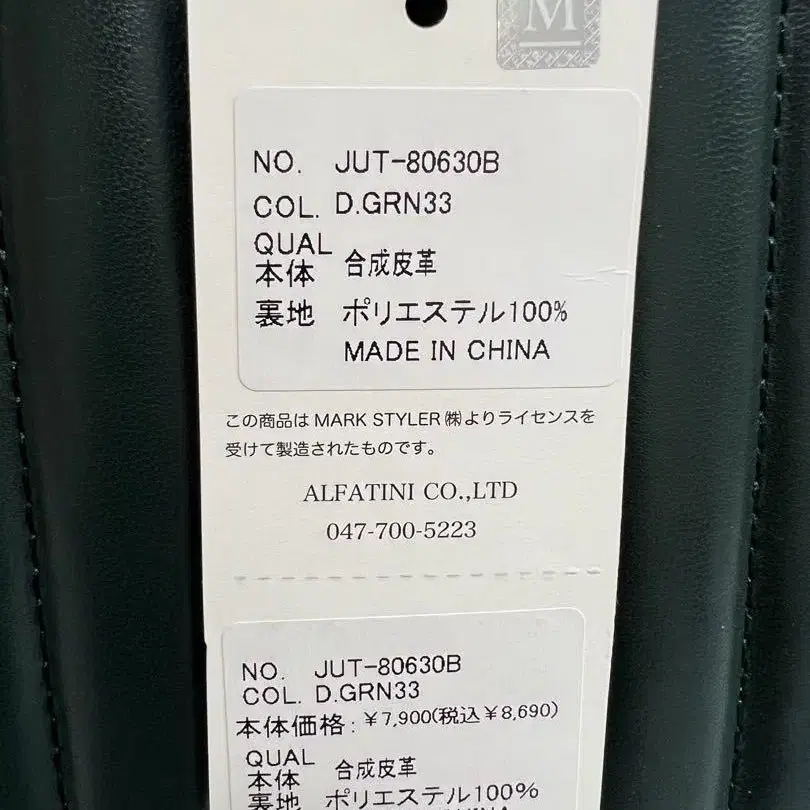 M
NO. JUT-80630B
COL. D.GRN33
QUAL
本体 合成皮革
裏地 ポリエステル100%
MADE IN CHINA
この商品は MARK STYLER ㈱よりライセンスを
受けて製造されたものです。
ALFATINI CO.,LTD
047-700-5223
NO. JUT-80630B
COL. D.GRN33
本体価格:¥7,900(税込¥8,690)
QUAL
本体 合成皮革
裏地 ポリエステル100%
CHINA